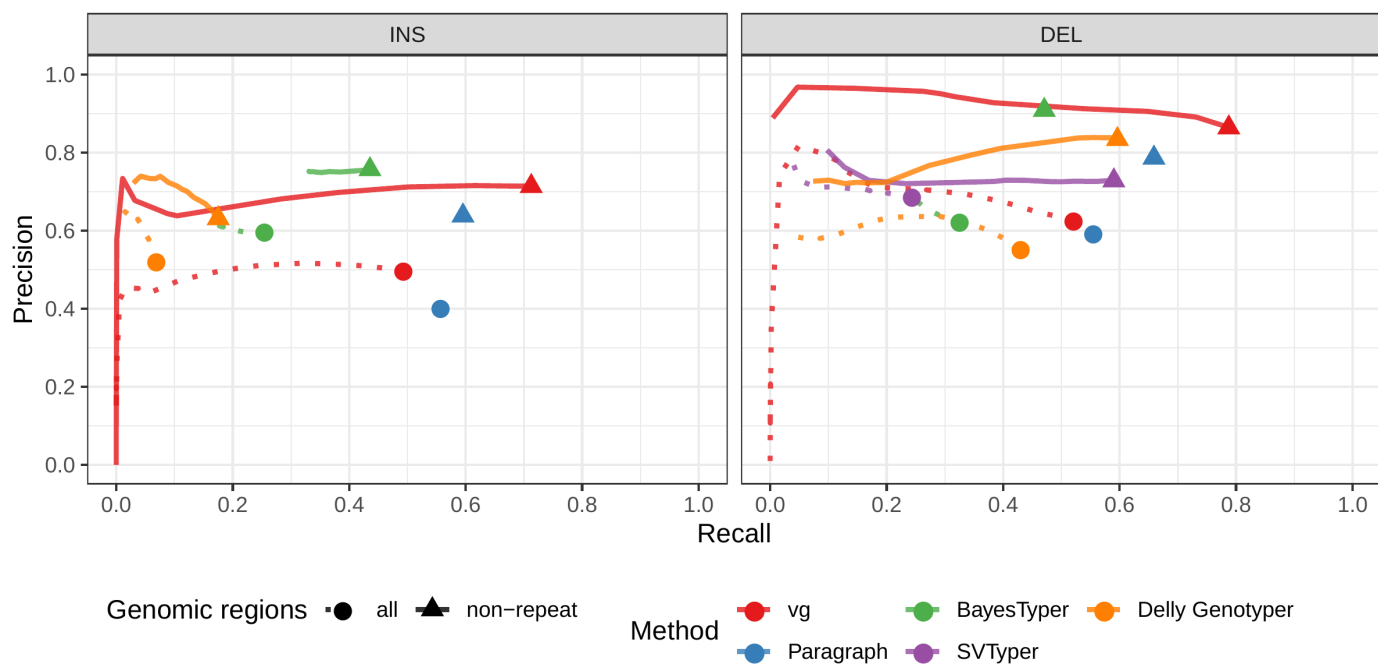 INS
DEL
Precision
1.0
0.8
0.6
0.4
0.2
0.0
0.0 0.2 0.4 0.6 0.8 1.0
0.0 0.2 0.4 0.6 0.8 1.0
Recall
Genomic regions all non−repeat
Method
vg BayesTyper Delly Genotyper
Paragraph SVTyper